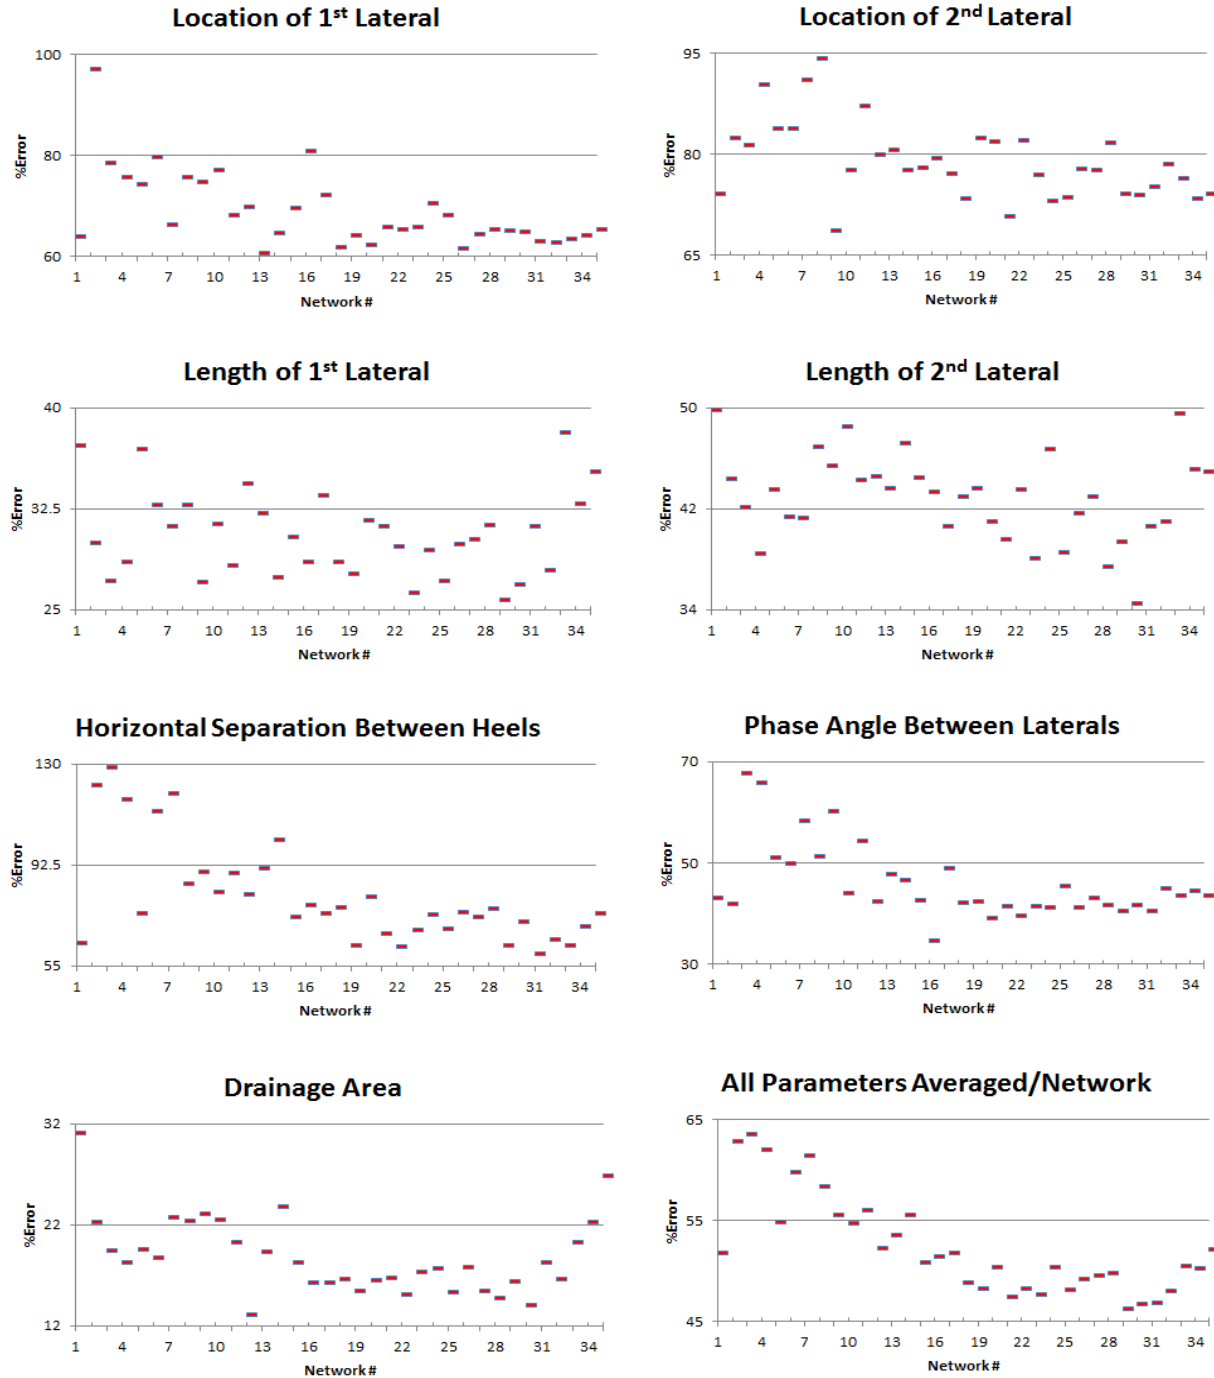 Location of 1st Lateral
100
80
60
%Error
1 4 7 10 13 16 19 22 25 28 31 34
Network #
Location of 2nd Lateral
95
80
65
%Error
1 4 7 10 13 16 19 22 25 28 31 34
Network #
Length of 1st Lateral
40
32.5
25
%Error
1 4 7 10 13 16 19 22 25 28 31 34
Network #
Length of 2nd Lateral
50
42
34
%Error
1 4 7 10 13 16 19 22 25 28 31 34
Network #
Horizontal Separation Between Heels
130
92.5
55
%Error
1 4 7 10 13 16 19 22 25 28 31 34
Network #
Phase Angle Between Laterals
70
50
30
%Error
1 4 7 10 13 16 19 22 25 28 31 34
Network #
Drainage Area
32
22
12
%Error
1 4 7 10 13 16 19 22 25 28 31 34
Network #
All Parameters Averaged/Network
65
55
45
%Error
1 4 7 10 13 16 19 22 25 28 31 34
Network #